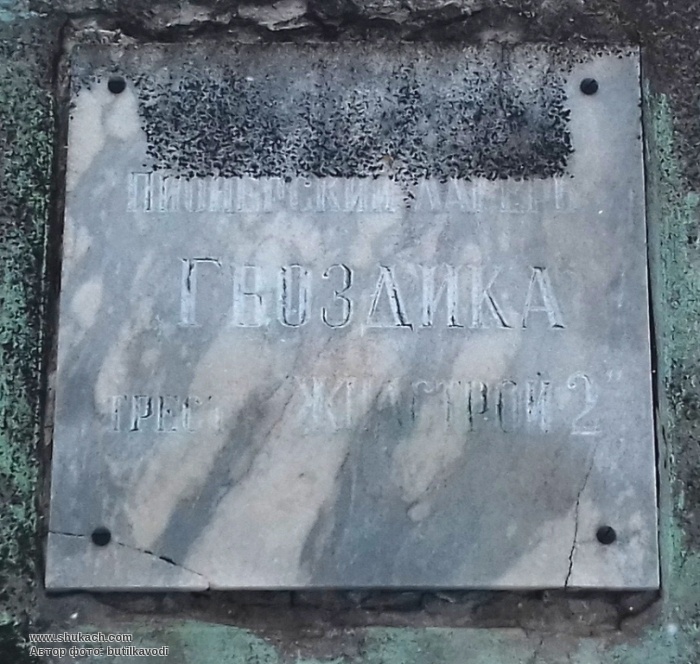 ПИОНЕРСКИЙ ЛАГЕРЬ
ГВОЗДИКА
ТРЕСТ "ЖИЛСТРОЙ-2"
www.shukach.com
Автор фото: butilkavodi